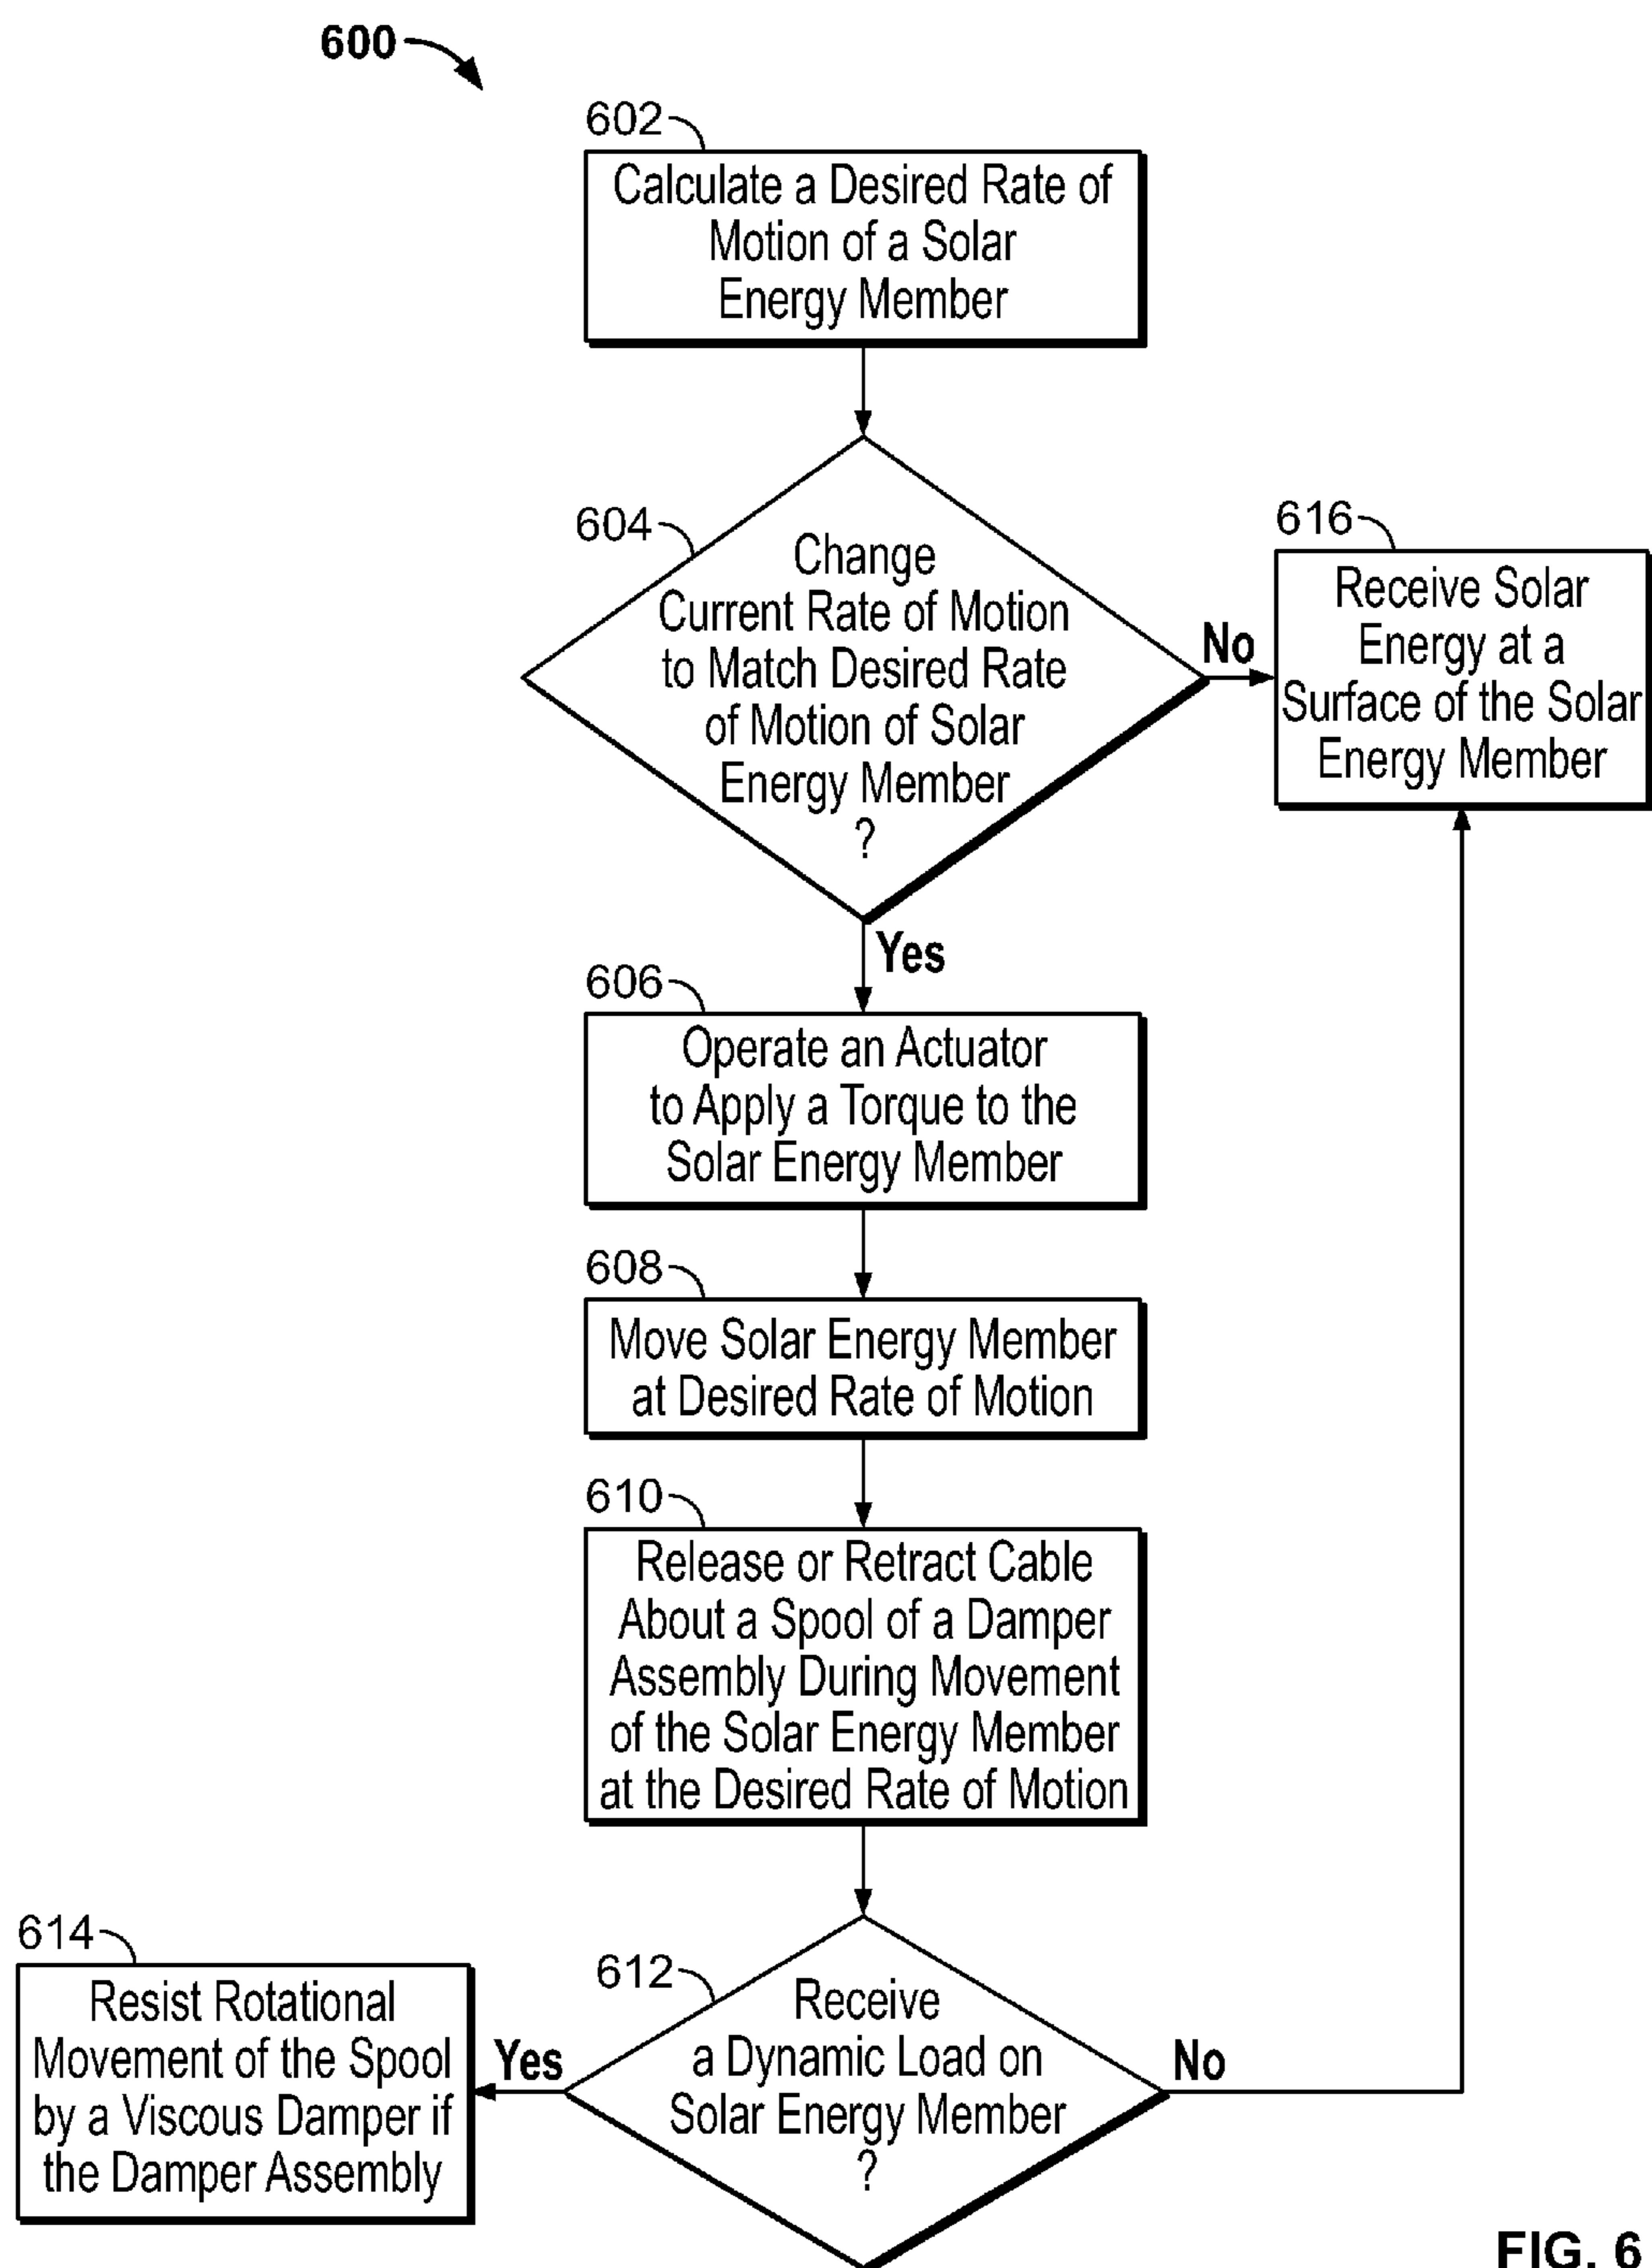 600
602
Calculate a Desired Rate of
Motion of a Solar
Energy Member
604
Change
Current Rate of Motion
to Match Desired Rate
of Motion of Solar
Energy Member
?
No
616
Receive Solar
Energy at a
Surface of the Solar
Energy Member
Yes
606
Operate an Actuator
to Apply a Torque to the
Solar Energy Member
608
Move Solar Energy Member
at Desired Rate of Motion
610
Release or Retract Cable
About a Spool of a Damper
Assembly During Movement
of the Solar Energy Member
at the Desired Rate of Motion
612
Receive
a Dynamic Load on
Solar Energy Member
?
Yes
No
614
Resist Rotational
Movement of the Spool
by a Viscous Damper if
the Damper Assembly
FIG. 6